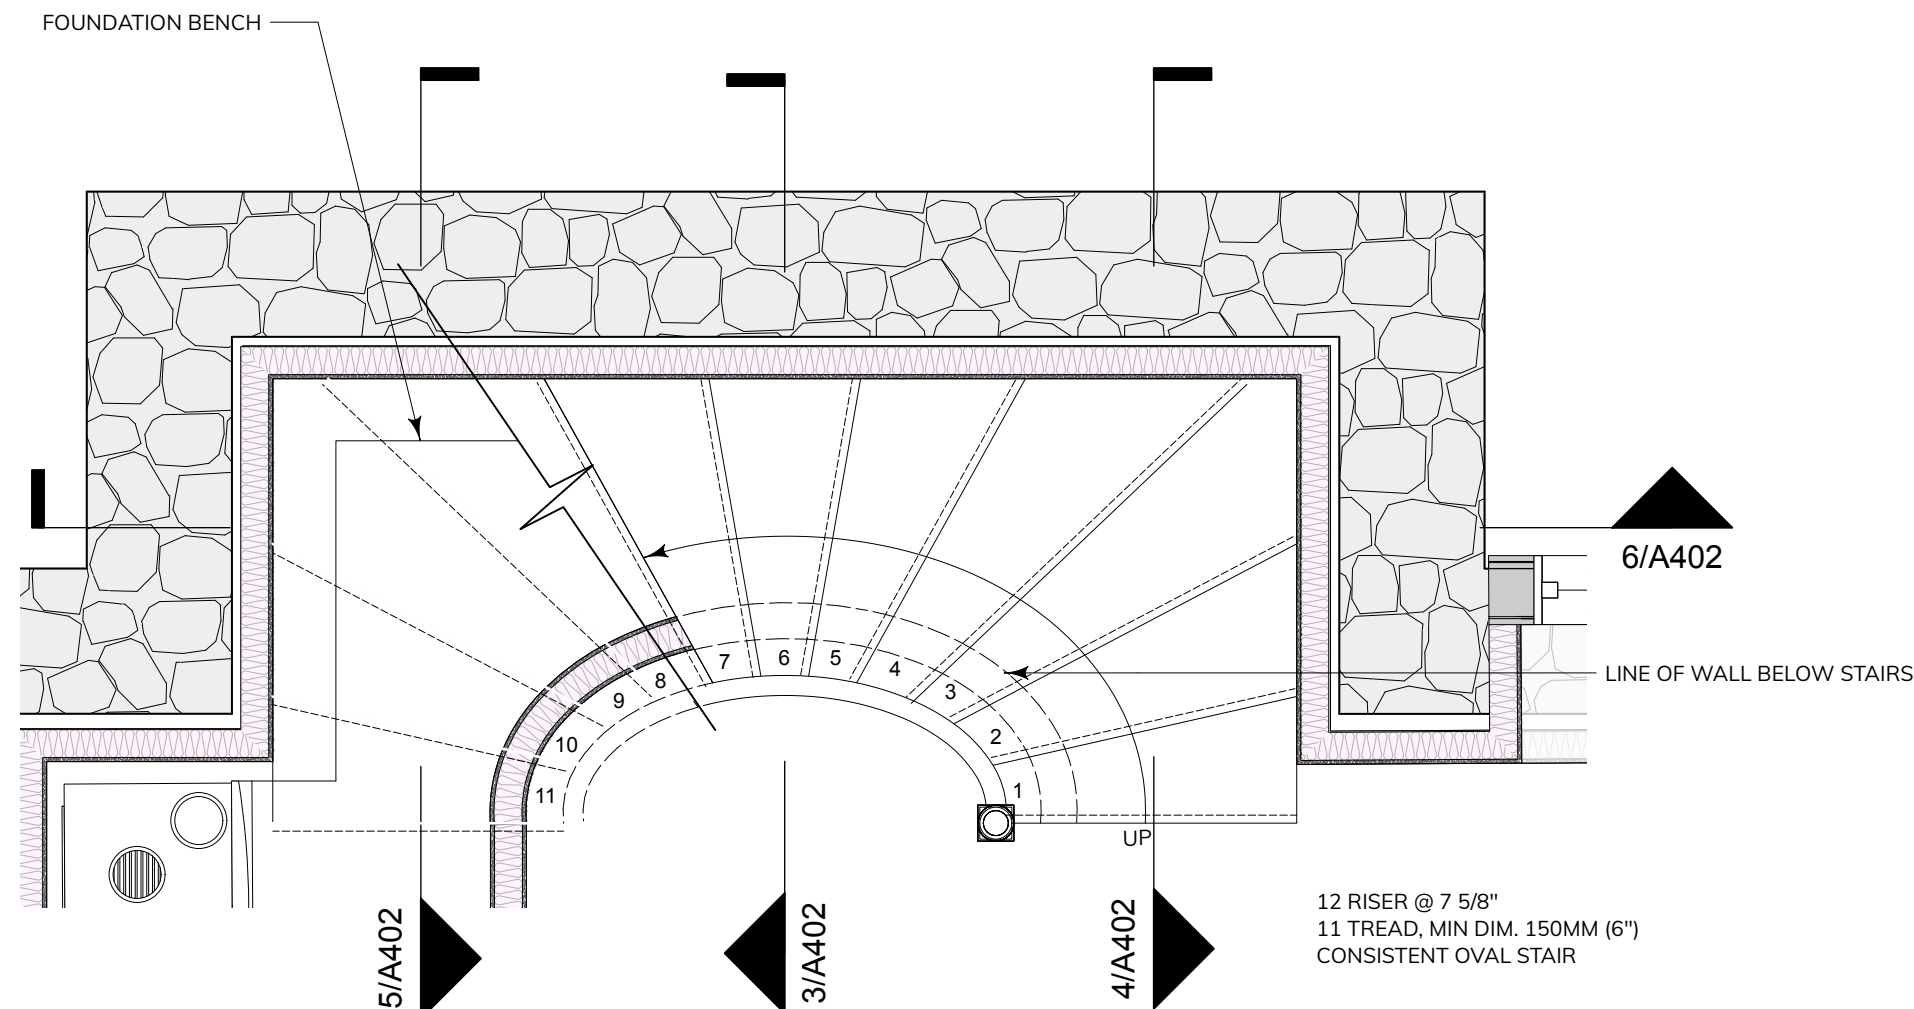 FOUNDATION BENCH
6/A402
7
6
5
4
8
3
9
LINE OF WALL BELOW STAIRS
2
10
1
11
UP
5/A402
3/A402
4/A402
12 RISER @ 7 5/8"
11 TREAD, MIN DIM. 150MM (6")
CONSISTENT OVAL STAIR